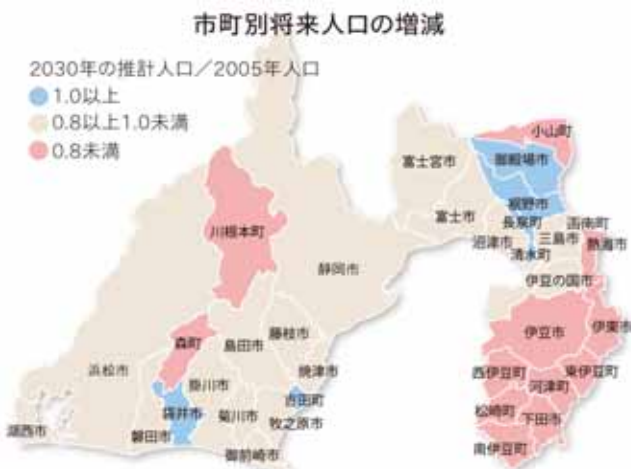 市町別将来人口の増減
2030年の推計人口/2005年人口
1.0以上
0.8以上1.0未満
0.8未満
小山町
御殿場市
富士宮市
裾野市
富士市
長泉町
函南町
沼津市
三島市
熱海市
清水町
川根本町
静岡市
伊豆の国市
伊豆市
伊東市
藤枝市
島田市
森町
浜松市
焼津市
西伊豆町
東伊豆町
掛川市
河津町
吉田町
袋井市
菊川市
松崎町
下田市
牧之原市
湖西市
磐田市
御前崎市
南伊豆町